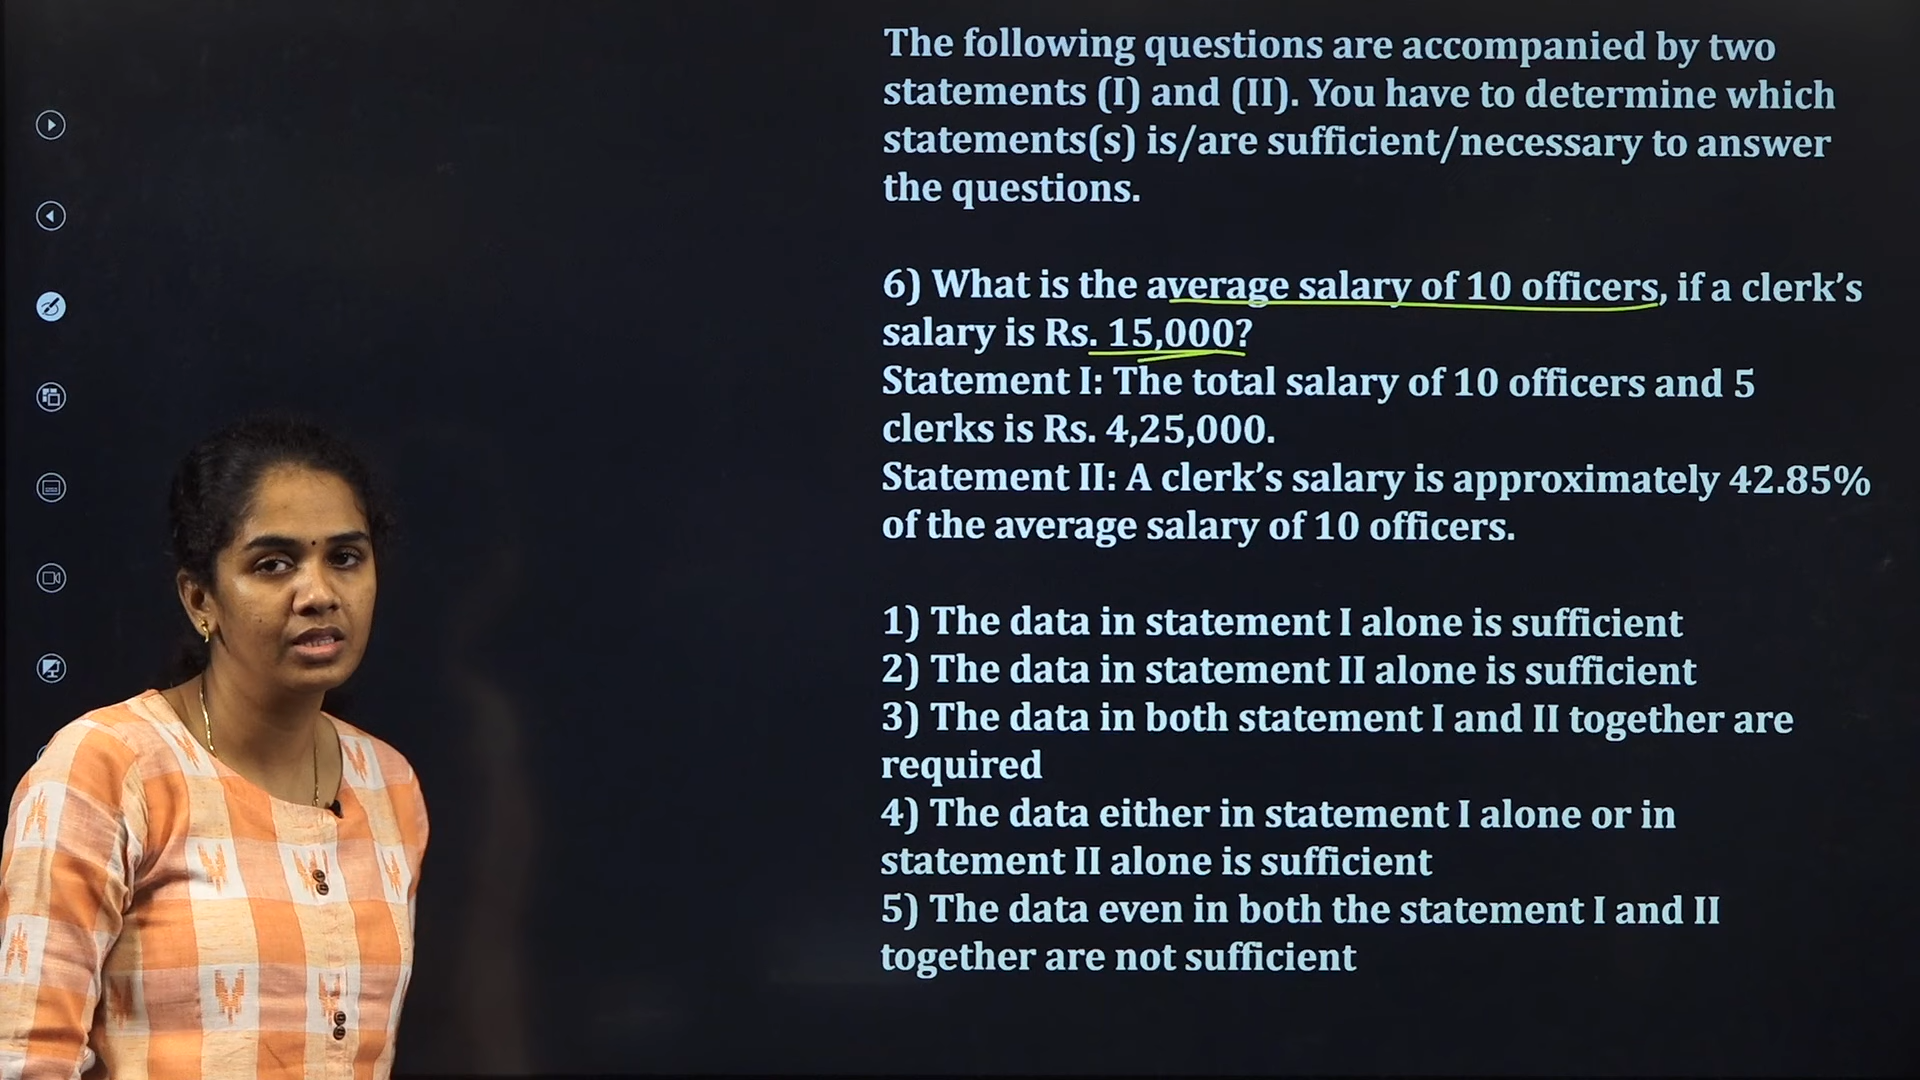 The following questions are accompanied by two
statements (I) and (II). You have to determine which
statements(s) is/are sufficient/necessary to answer
the questions.
6) What is the average salary of 10 officers, if a clerk's
salary is Rs. 15,000?
Statement I: The total salary of 10 officers and 5
clerks is Rs. 4,25,000.
Statement II: A clerk's salary is approximately 42.85%
of the average salary of 10 officers.
1) The data in statement I alone is sufficient
2) The data in statement II alone is sufficient
3) The data in both statement I and II together are
required
4) The data either in statement I alone or in
statement II alone is sufficient
5) The data even in both the statement I and II
together are not sufficient